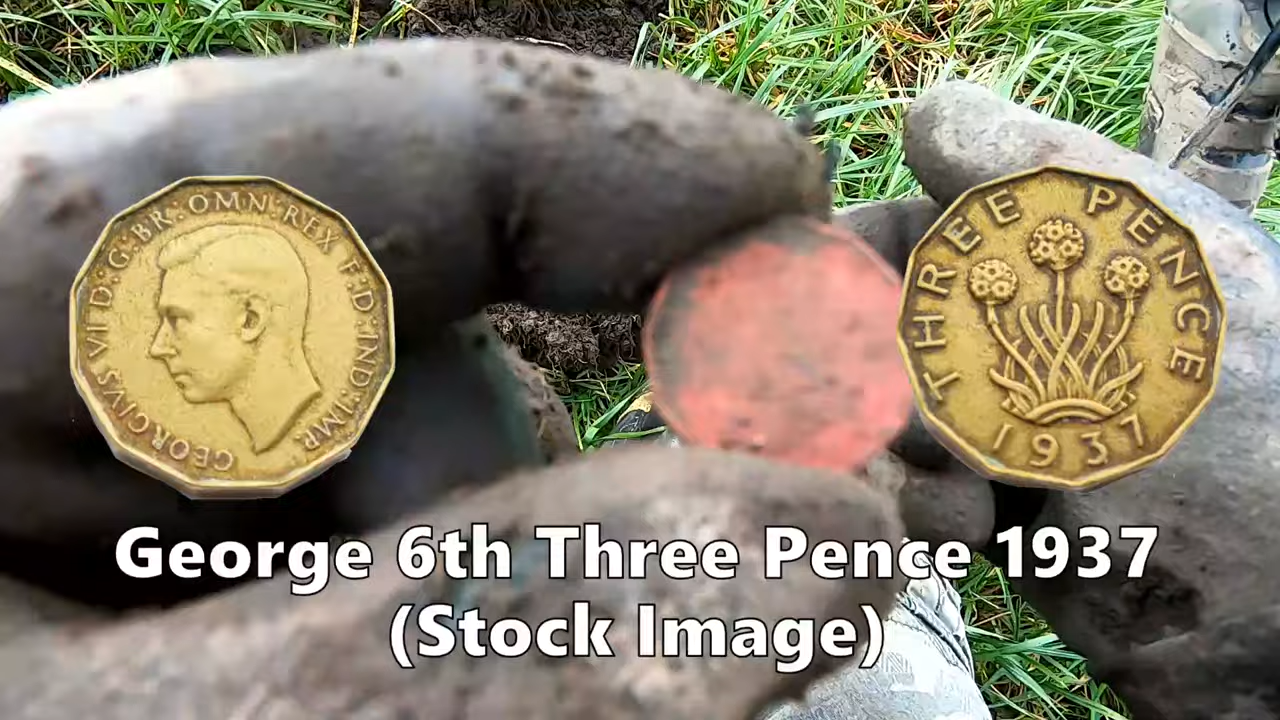 GEORGIVS VI D:G:BR:OMN:REX F:D:IND:IMP.
THREE PENCE
1937
George 6th Three Pence 1937
(Stock Image)